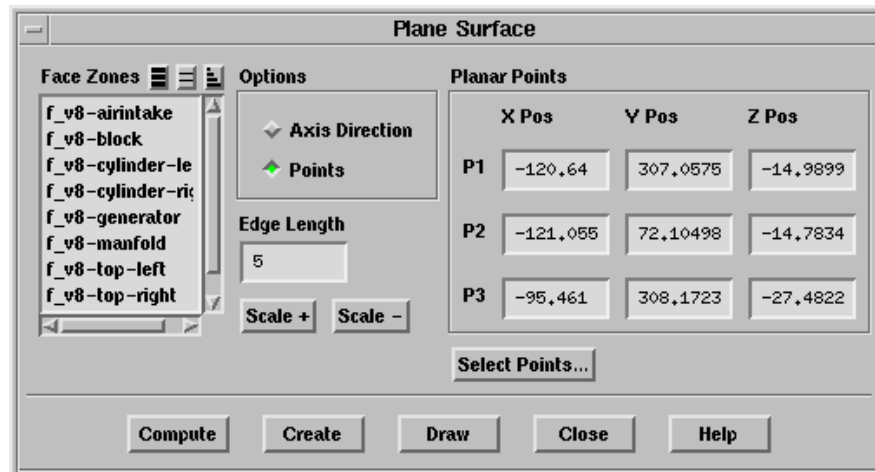 Plane Surface
Face Zones
f_v8-airintake
f_v8-block
f_v8-cylinder-le
f_v8-cylinder-rig
f_v8-generator
f_v8-manfold
f_v8-top-left
f_v8-top-right
Options
Axis Direction
Points
Edge Length
5
Scale + Scale -
Planar Points
X Pos Y Pos Z Pos
P1 -120.64 307.0575 -14.9899
P2 -121.055 72.10498 -14.7834
P3 -95.461 308.1723 -27.4822
Select Points...
Compute Create Draw Close Help